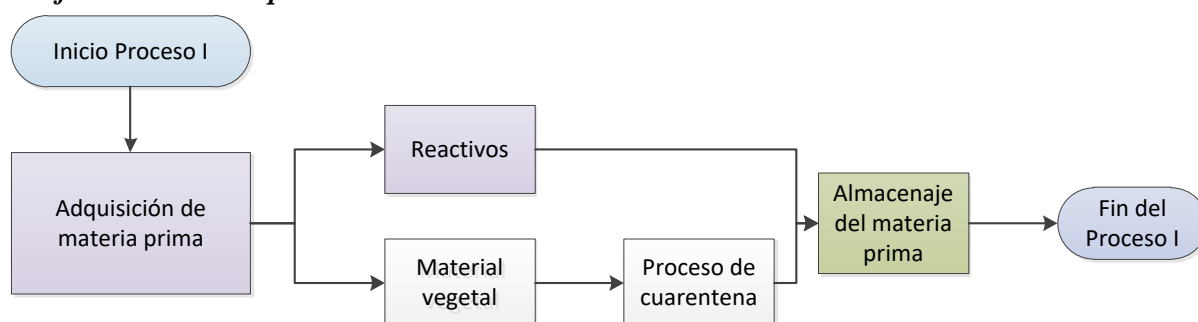 Inicio Proceso I
Adquisición de
materia prima
Reactivos
Material
vegetal
Proceso de
cuarentena
Almacenaje
del materia
prima
Fin del
Proceso I